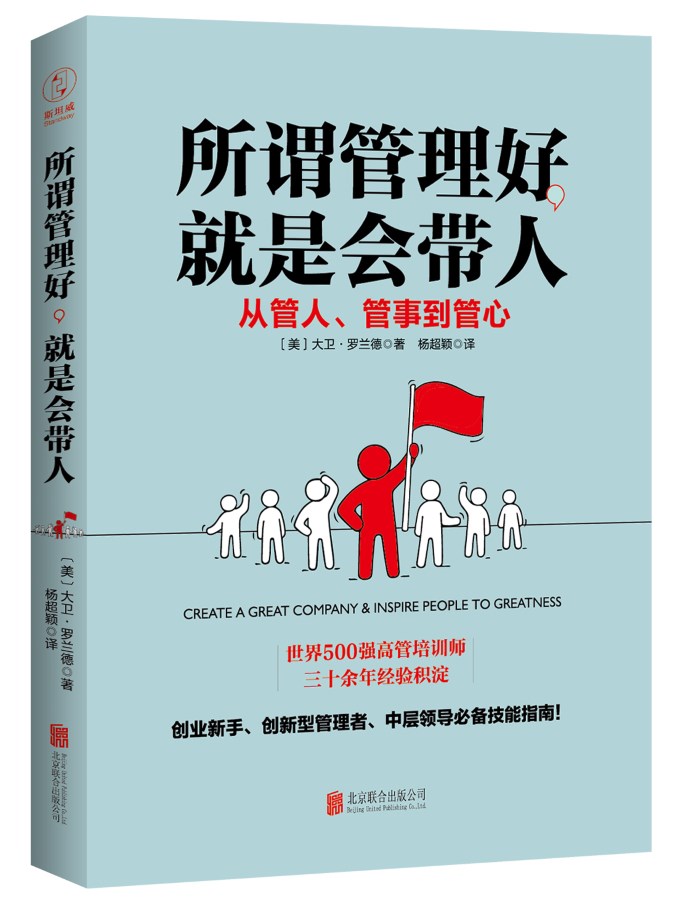 所谓管理好,
就是会带人
从管人、管事到管心
[美]大卫·罗兰德◎著 杨超颖◎译
CREATE A GREAT COMPANY & INSPIRE PEOPLE TO GREATNESS
世界500强高管培训师
三十余年经验积淀
创业新手、创新型管理者、中层领导必备技能指南!
北京联合出版公司
Beijing United Publishing Co.,Ltd.
斯坦威
Standway
所谓管理好,就是会带人
[美]大卫·罗兰德◎著
杨超颖◎译
北京联合出版公司
Beijing United Publishing Co.,Ltd.